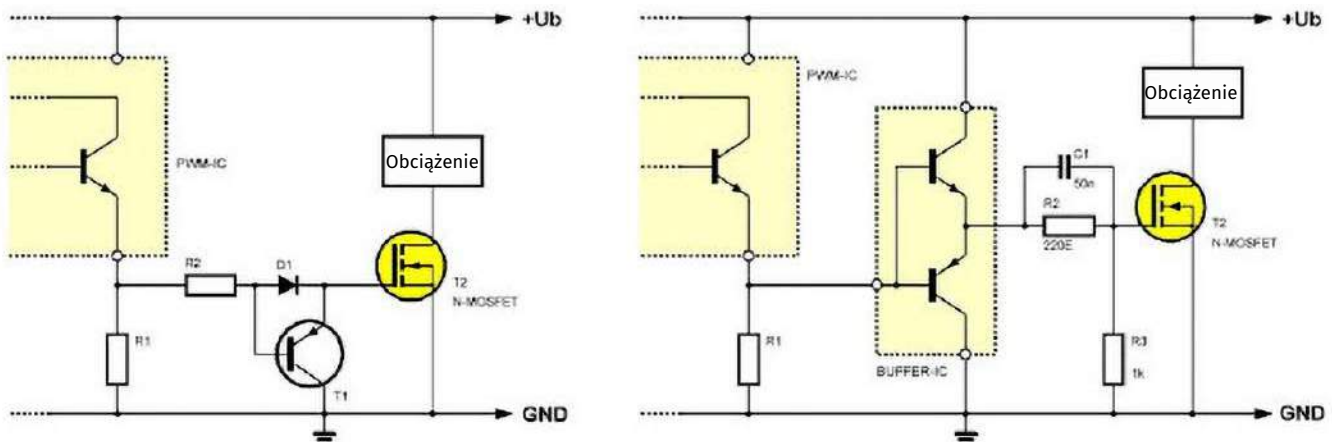 +Ub
PWM-IC
Obciążenie
R2
D1
T2
N-MOSFET
R1
T1
GND
+Ub
PWM-IC
Obciążenie
C1
50n
R2
220E
T2
N-MOSFET
R1
BUFFER-IC
R3
1k
GND